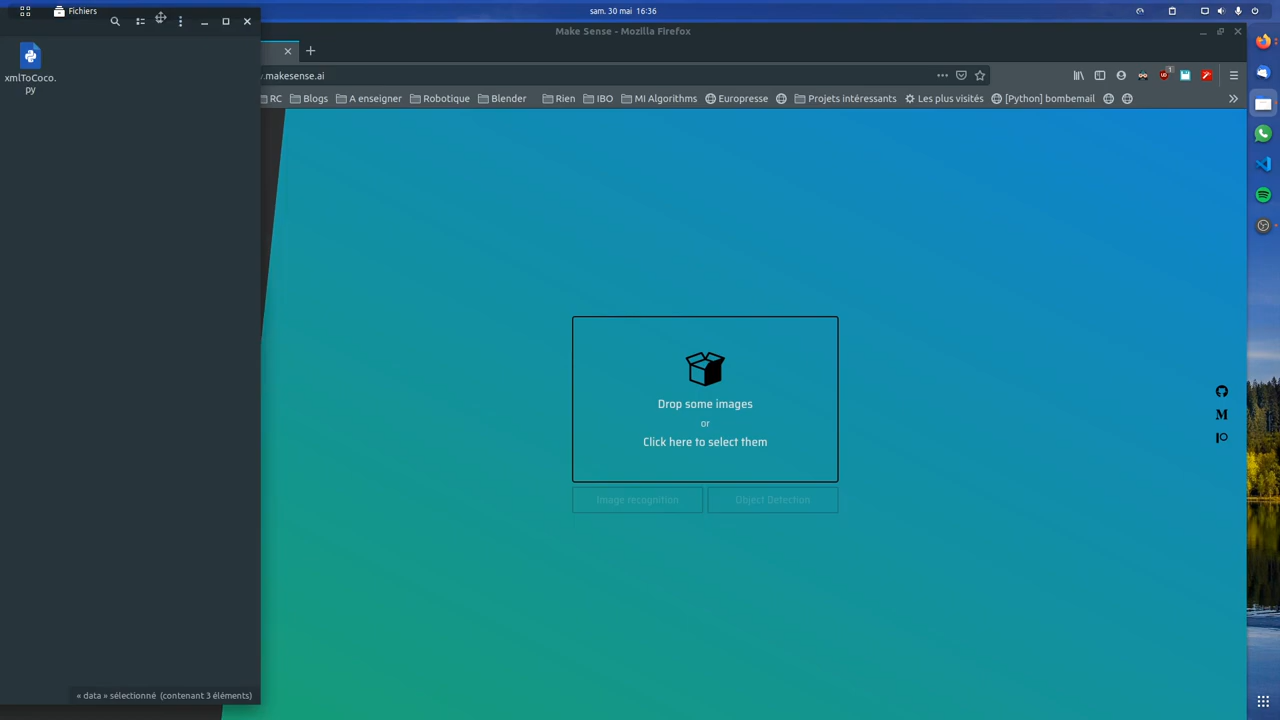 Fichiers
sam. 30 mai 16:36
Make Sense - Mozilla Firefox
.makesense.ai
xmlToCoco.
py
RC
Blogs
A enseigner
Robotique
Blender
Rien
IBO
MI Algorithms
Europresse
Projets intéressants
Les plus visités
[Python] bombemail
1
Drop some images
or
Click here to select them
Image recognition
Object Detection
M
« data » sélectionné (contenant 3 éléments)